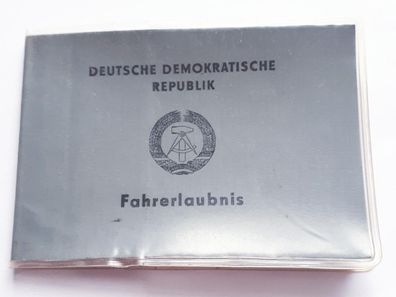 DEUTSCHE DEMOKRATISCHE
REPUBLIK
Fahrerlaubnis